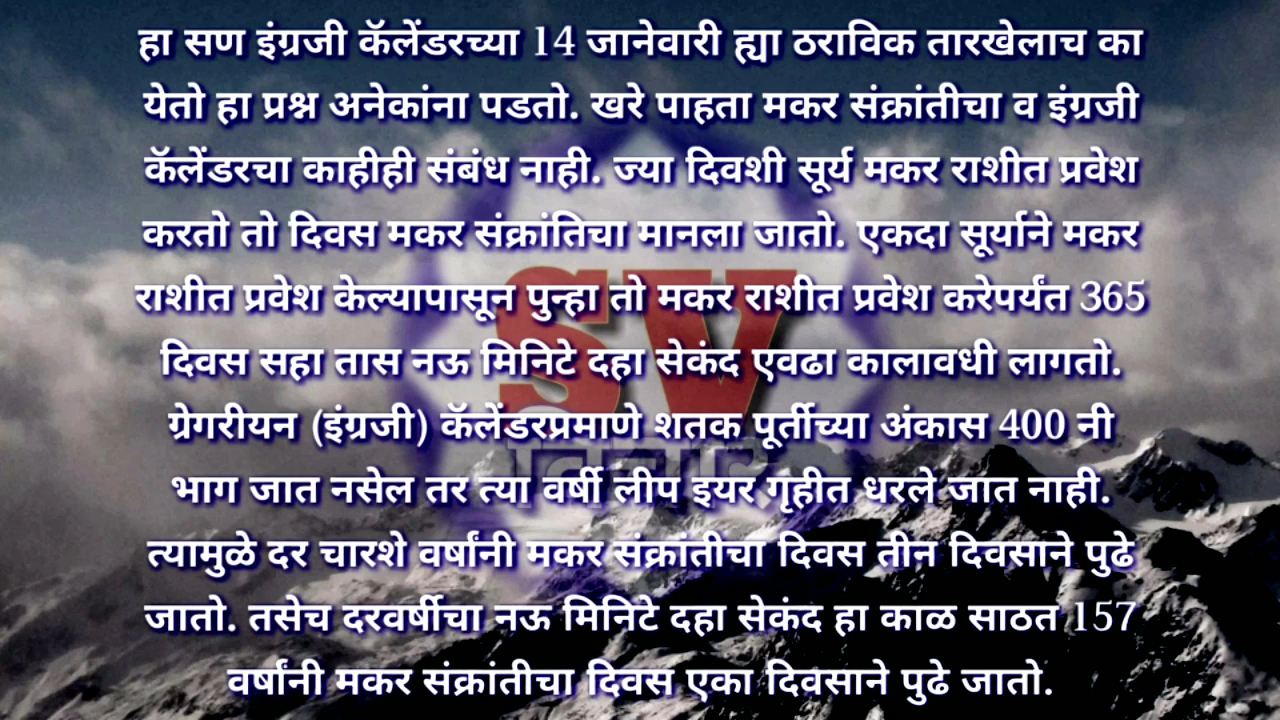 हा सण इंग्रजी कॅलेंडरच्या 14 जानेवारी ह्या ठराविक तारखेलाच का
येतो हा प्रश्न अनेकांना पडतो. खरे पाहता मकर संक्रांतीचा व इंग्रजी
कॅलेंडरचा काहीही संबंध नाही. ज्या दिवशी सूर्य मकर राशीत प्रवेश
करतो तो दिवस मकर संक्रांतिचा मानला जातो. एकदा सूर्याने मकर
राशीत प्रवेश केल्यापासून पुन्हा तो मकर राशीत प्रवेश करेपर्यंत 365
दिवस सहा तास नऊ मिनिटे दहा सेकंद एवढा कालावधी लागतो.
ग्रेगरीयन (इंग्रजी) कॅलेंडरप्रमाणे शतक पूर्तीच्या अंकास 400 नी
भाग जात नसेल तर त्या वर्षी लीप इयर गृहीत धरले जात नाही.
त्यामुळे दर चारशे वर्षांनी मकर संक्रांतीचा दिवस तीन दिवसाने पुढे
जातो. तसेच दरवर्षीचा नऊ मिनिटे दहा सेकंद हा काळ साठत 157
वर्षांनी मकर संक्रांतीचा दिवस एका दिवसाने पुढे जातो.
SV